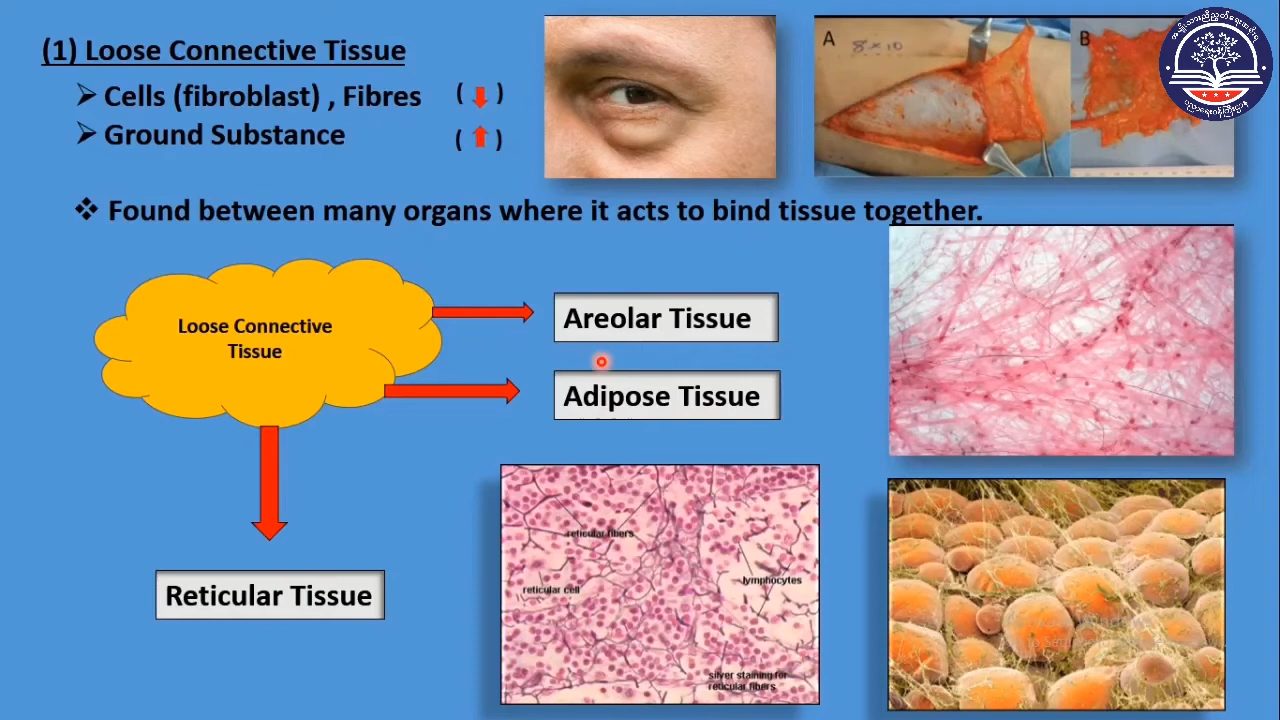 (1) Loose Connective Tissue
➢ Cells (fibroblast) , Fibres ( ⬇ )
➢ Ground Substance ( ⬆ )
A
8 x 10
B
❖ Found between many organs where it acts to bind tissue together.
Loose Connective
Tissue
Areolar Tissue
Adipose Tissue
Reticular Tissue
reticular fibers
lymphocytes
reticular cell
silver staining for
reticular fibers